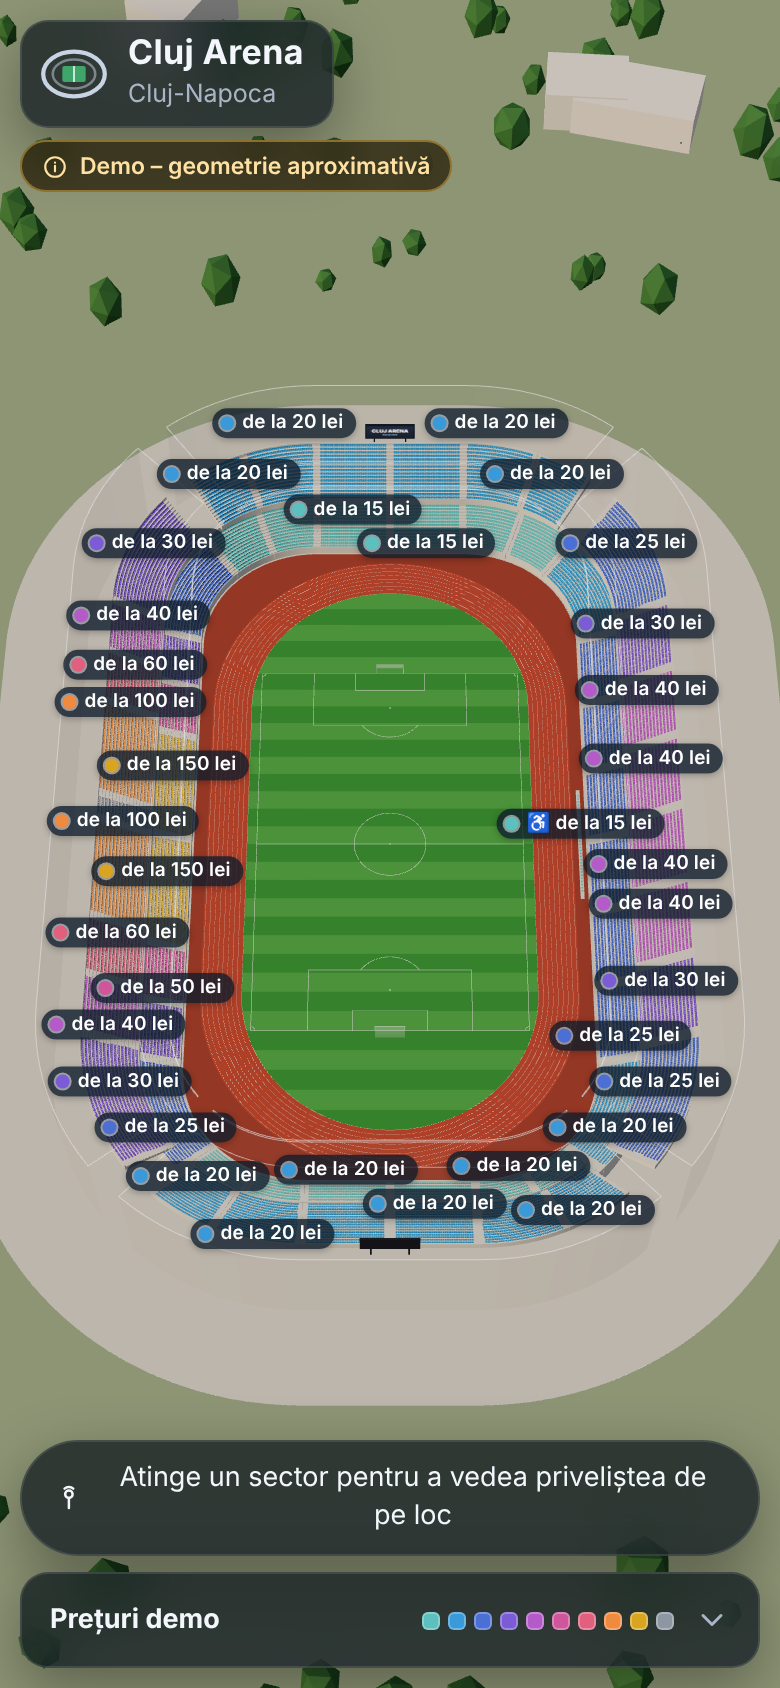 Cluj Arena
Cluj-Napoca
Demo – geometrie aproximativă
de la 20 lei
de la 20 lei
CLUJ ARENA
de la 20 lei
de la 20 lei
de la 15 lei
de la 30 lei
de la 15 lei
de la 25 lei
de la 40 lei
de la 30 lei
de la 60 lei
de la 100 lei
de la 40 lei
de la 150 lei
de la 40 lei
de la 100 lei
♿ de la 15 lei
de la 150 lei
de la 40 lei
de la 40 lei
de la 60 lei
de la 50 lei
de la 30 lei
de la 40 lei
de la 25 lei
de la 30 lei
de la 25 lei
de la 25 lei
de la 20 lei
de la 20 lei
de la 20 lei
de la 20 lei
de la 20 lei
de la 20 lei
de la 20 lei
Atinge un sector pentru a vedea priveliștea de
pe loc
Prețuri demo